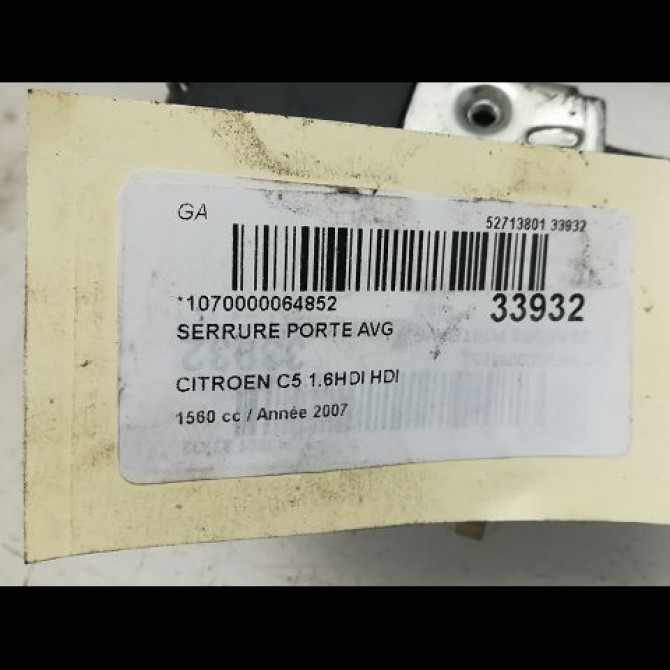 GA
52713801 33932
*1070000064852
33932
SERRURE PORTE AVG
CITROEN C5 1.6HDI HDI
1560 cc / Année 2007